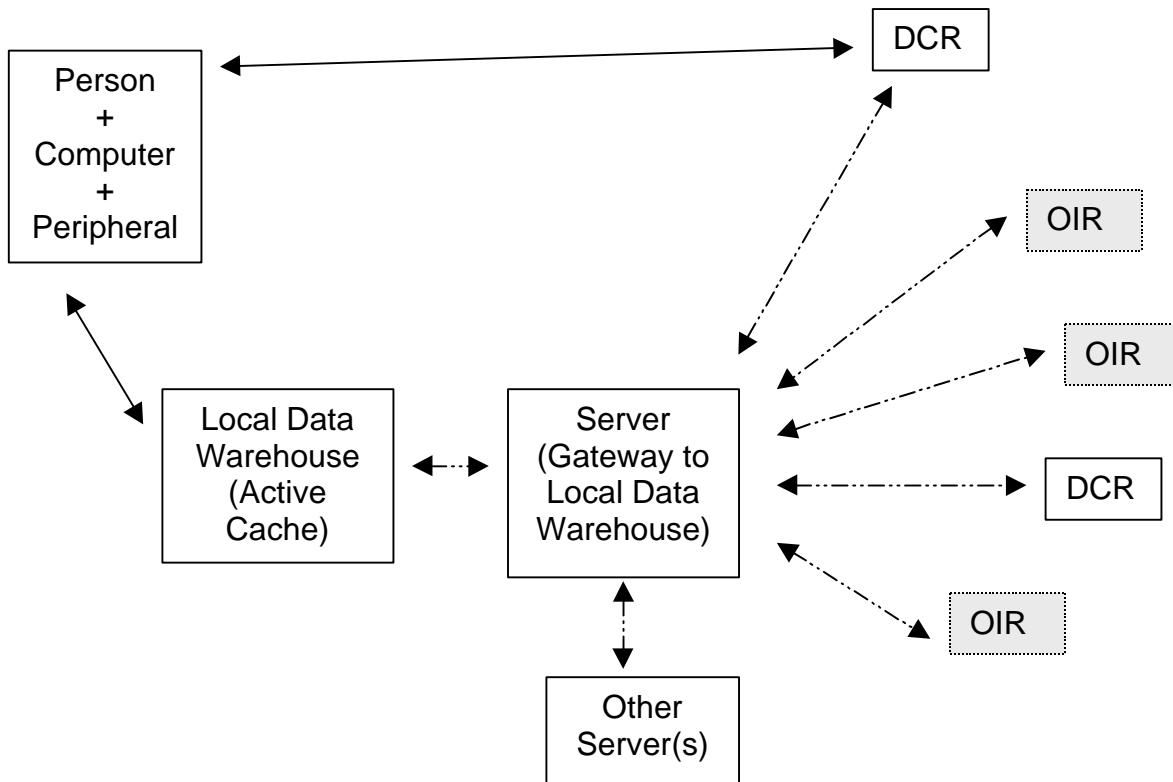 DCR
Person
+
Computer
+
Peripheral
OIR
OIR
Local Data
Warehouse
(Active
Cache)
Server
(Gateway to
Local Data
Warehouse)
DCR
OIR
Other
Server(s)